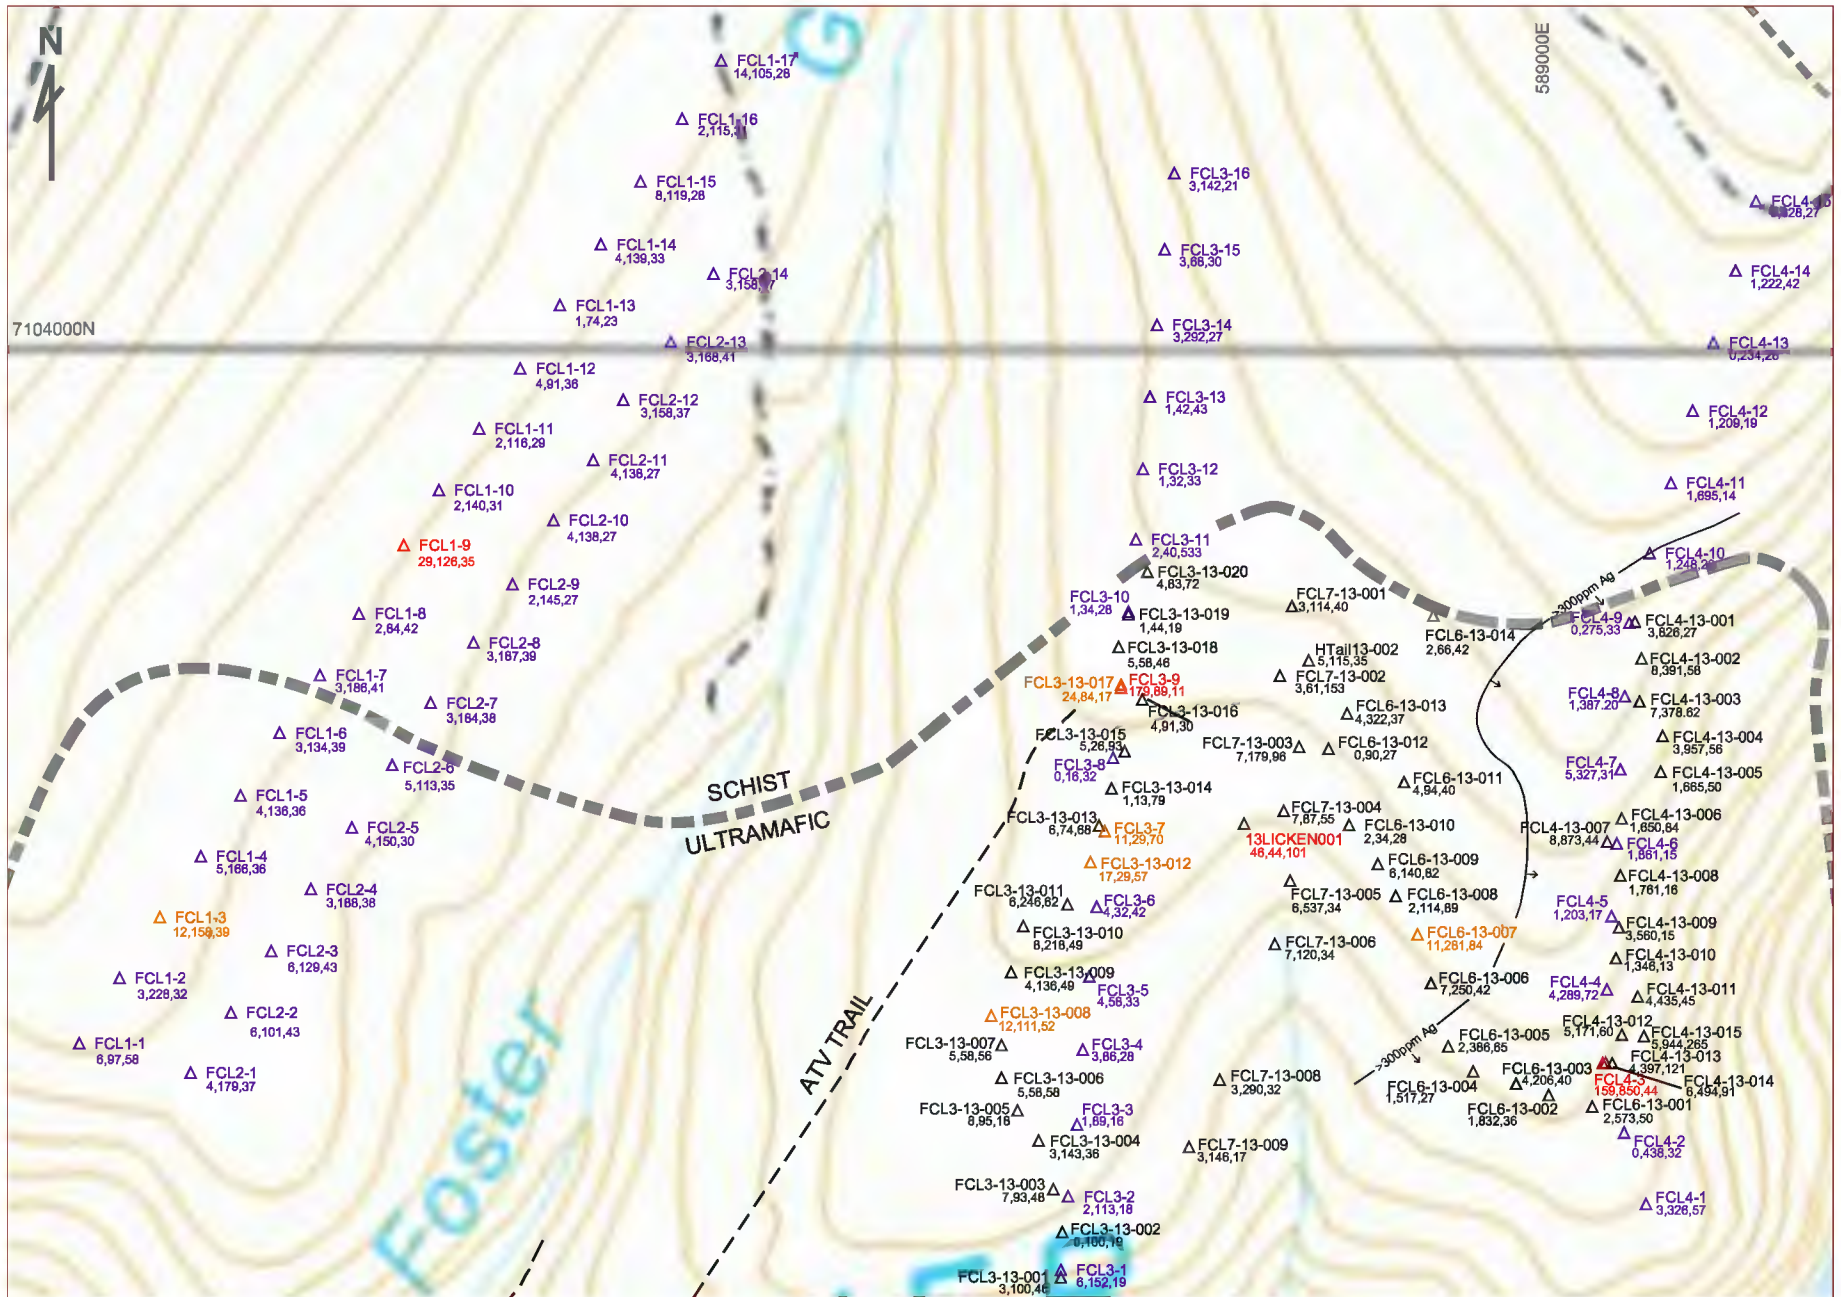 N
589000E
7104000N
G
FCL1-17
14,105,28
FCL1-16
FCL1-15
8,119,28
FCL1-14
4,139,33
FCL2-14
FCL1-13
1,74,23
FCL2-13
3,168,41
FCL1-12
4,91,36
FCL2-12
3,158,37
FCL1-11
2,116,29
FCL2-11
4,138,27
FCL1-10
2,140,31
FCL2-10
4,138,27
FCL1-9
29,126,35
FCL2-9
2,145,27
FCL1-8
2,84,42
FCL2-8
3,187,39
FCL1-7
3,186,41
FCL2-7
3,184,38
FCL1-6
3,134,39
FCL2-6
5,113,35
FCL1-5
4,136,36
FCL2-5
4,150,30
FCL1-4
5,166,36
FCL2-4
3,188,38
FCL1-3
12,159,39
FCL2-3
6,129,43
FCL1-2
3,228,32
FCL2-2
6,101,43
FCL1-1
6,97,58
FCL2-1
4,179,37
SCHIST
ULTRAMAFIC
Foster
ATV TRAIL
FCL3-16
3,142,21
FCL3-15
3,68,30
FCL3-14
3,292,27
FCL3-13
1,42,43
FCL3-12
1,32,33
FCL3-11
2,40,533
FCL3-13-020
4,83,72
FCL3-10
1,34,28
FCL3-13-019
1,44,19
FCL3-13-018
5,58,46
FCL3-13-017
24,84,17
FCL3-9
179,89,11
FCL3-13-016
4,91,30
FCL3-13-015
5,26,93
FCL3-8
0,16,32
FCL3-13-014
1,13,79
FCL3-13-013
6,74,68
FCL3-7
11,29,70
FCL3-13-012
17,29,57
FCL3-13-011
6,246,62
FCL3-6
4,32,42
FCL3-13-010
8,218,49
FCL3-13-009
4,136,49
FCL3-5
4,58,33
FCL3-13-008
12,111,52
FCL3-13-007
5,58,56
FCL3-4
3,86,28
FCL3-13-006
5,58,58
FCL3-13-005
8,95,16
FCL3-3
1,89,16
FCL3-13-004
3,143,36
FCL3-13-003
7,93,48
FCL3-2
2,113,18
FCL3-13-002
FCL3-1
6,152,19
FCL3-13-001
3,100,46
FCL7-13-001
3,114,40
HTail13-002
5,115,35
FCL7-13-002
3,61,153
FCL6-13-014
2,66,42
FCL6-13-013
4,322,37
FCL7-13-003
7,179,96
FCL6-13-012
0,90,27
FCL6-13-011
4,94,40
FCL7-13-004
7,87,55
13LICKEN001
46,44,101
FCL6-13-010
2,34,28
FCL6-13-009
6,140,82
FCL7-13-005
6,537,34
FCL6-13-008
2,114,89
FCL7-13-006
7,120,34
FCL6-13-007
11,281,84
FCL6-13-006
7,250,42
FCL7-13-008
3,290,32
FCL7-13-009
3,146,17
>300ppm Ag
>300ppm Ag
FCL6-13-005
2,386,65
FCL6-13-004
1,517,27
FCL6-13-003
4,206,40
FCL6-13-002
1,832,36
FCL6-13-001
2,573,50
FCL4-14
1,222,42
FCL4-13
0,234,28
FCL4-12
1,209,19
FCL4-11
1,695,14
FCL4-10
FCL4-9
0,275,33
FCL4-13-001
3,826,27
FCL4-13-002
8,391,58
FCL4-8
1,387,20
FCL4-13-003
7,378,62
FCL4-13-004
3,957,56
FCL4-7
5,327,31
FCL4-13-005
1,665,50
FCL4-13-006
1,650,84
FCL4-13-007
8,873,44
FCL4-6
1,861,15
FCL4-13-008
1,761,16
FCL4-5
1,203,17
FCL4-13-009
3,560,15
FCL4-13-010
1,346,13
FCL4-4
4,289,72
FCL4-13-011
4,435,45
FCL4-13-012
5,171,60
FCL4-13-015
5,944,265
FCL4-13-013
4,397,121
FCL4-3
159,850,44
FCL4-13-014
6,494,91
FCL4-2
0,438,32
FCL4-1
3,326,57